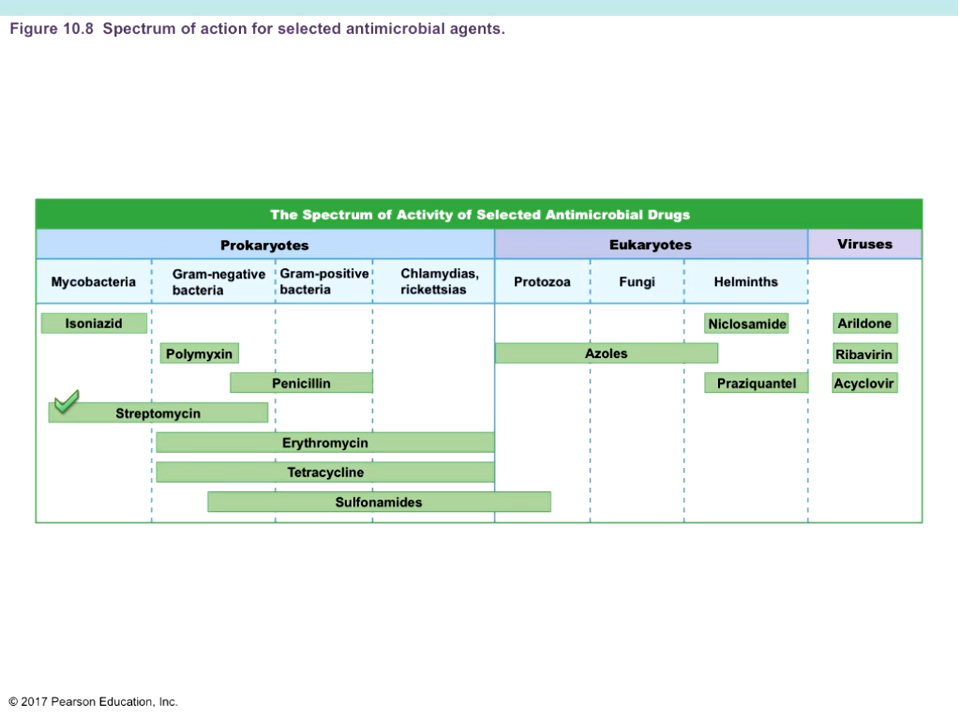 Figure 10.8 Spectrum of action for selected antimicrobial agents.
The Spectrum of Activity of Selected Antimicrobial Drugs
Prokaryotes
Eukaryotes
Viruses
Mycobacteria
Gram-negative
bacteria
Gram-positive
bacteria
Chlamydias,
rickettsias
Protozoa
Fungi
Helminths
Isoniazid
Niclosamide
Arildone
Polymyxin
Azoles
Ribavirin
Penicillin
Praziquantel
Acyclovir
Streptomycin
Erythromycin
Tetracycline
Sulfonamides
© 2017 Pearson Education, Inc.